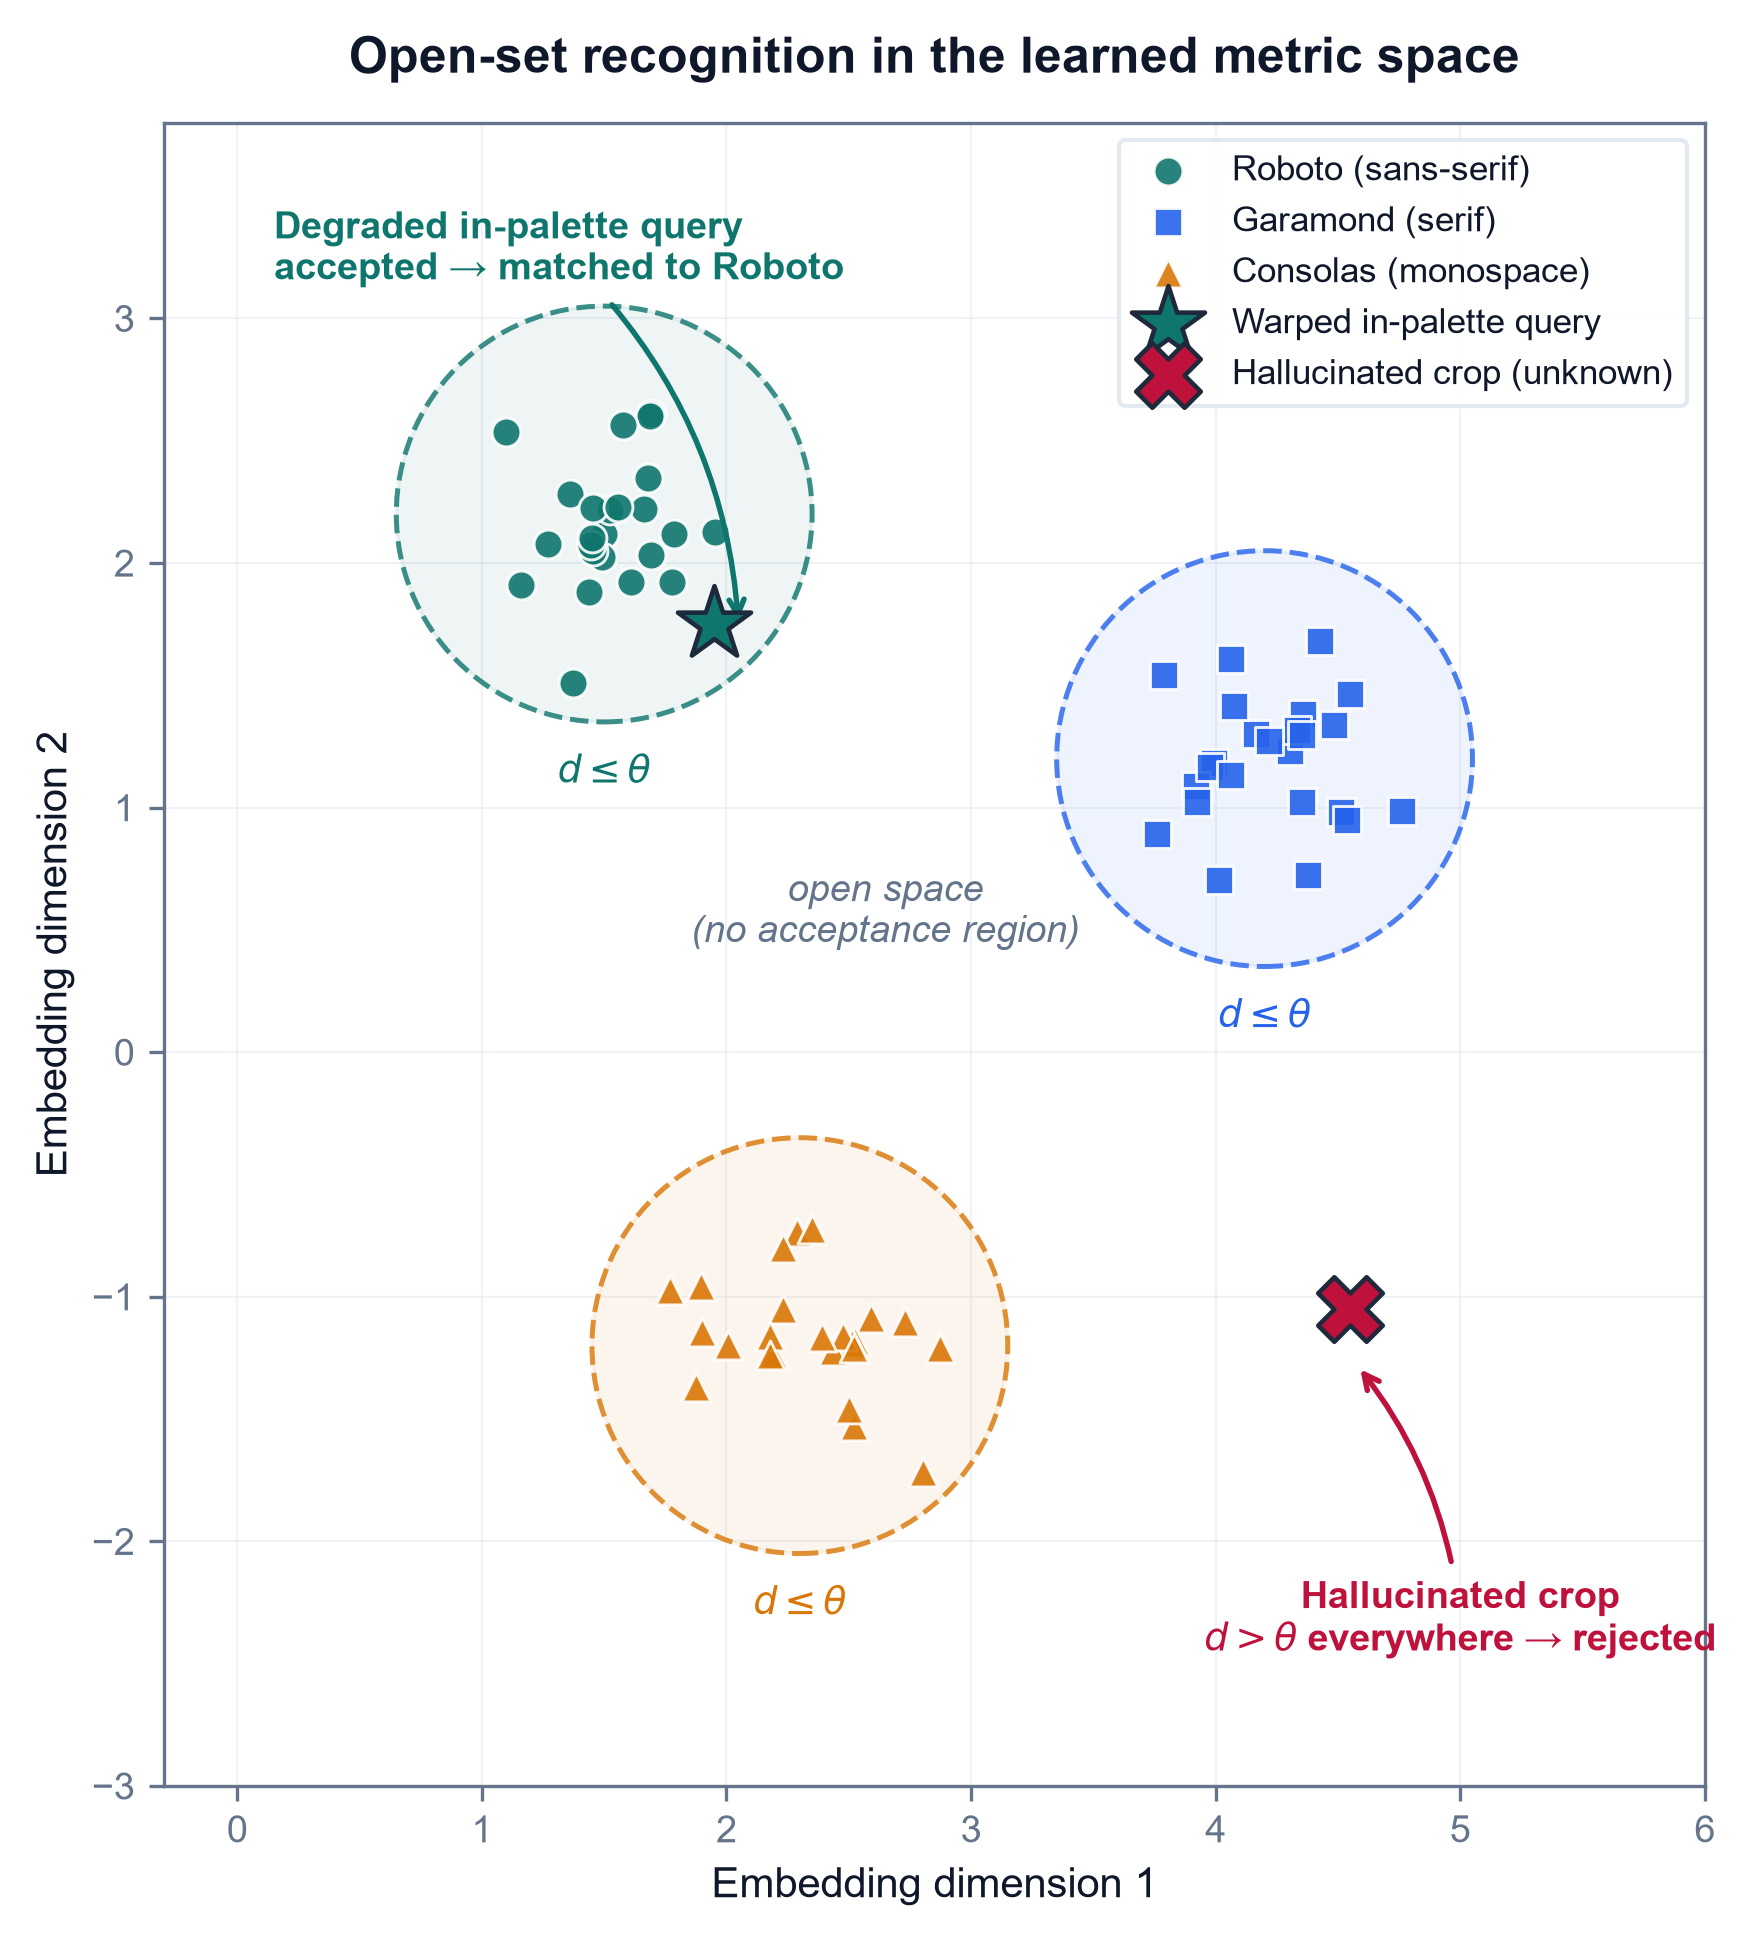 Open-set recognition in the learned metric space
Roboto (sans-serif)
Garamond (serif)
Consolas (monospace)
Warped in-palette query
Hallucinated crop (unknown)
Degraded in-palette query
accepted → matched to Roboto
d ≤ θ
open space
(no acceptance region)
d ≤ θ
d ≤ θ
Hallucinated crop
d > θ everywhere → rejected
Embedding dimension 2
3
2
1
0
−1
−2
−3
0
1
2
3
4
5
6
Embedding dimension 1